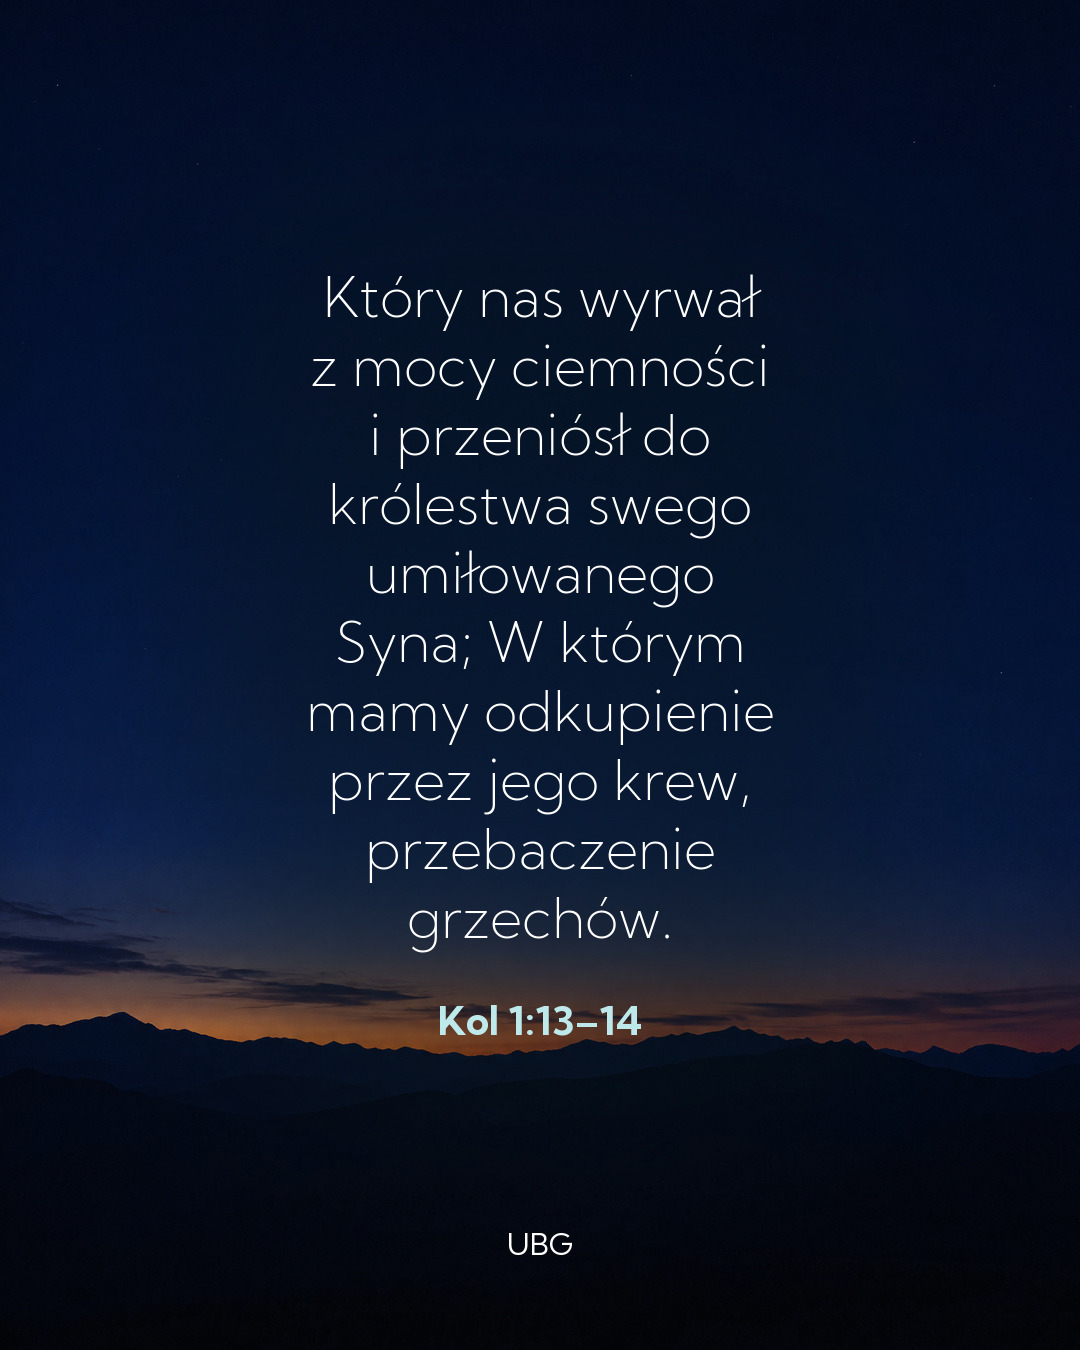 Który nas wyrwał
z mocy ciemności
i przeniósł do
królestwa swego
umiłowanego
Syna; W którym
mamy odkupienie
przez jego krew,
przebaczenie
grzechów.
Kol 1:13–14
UBG